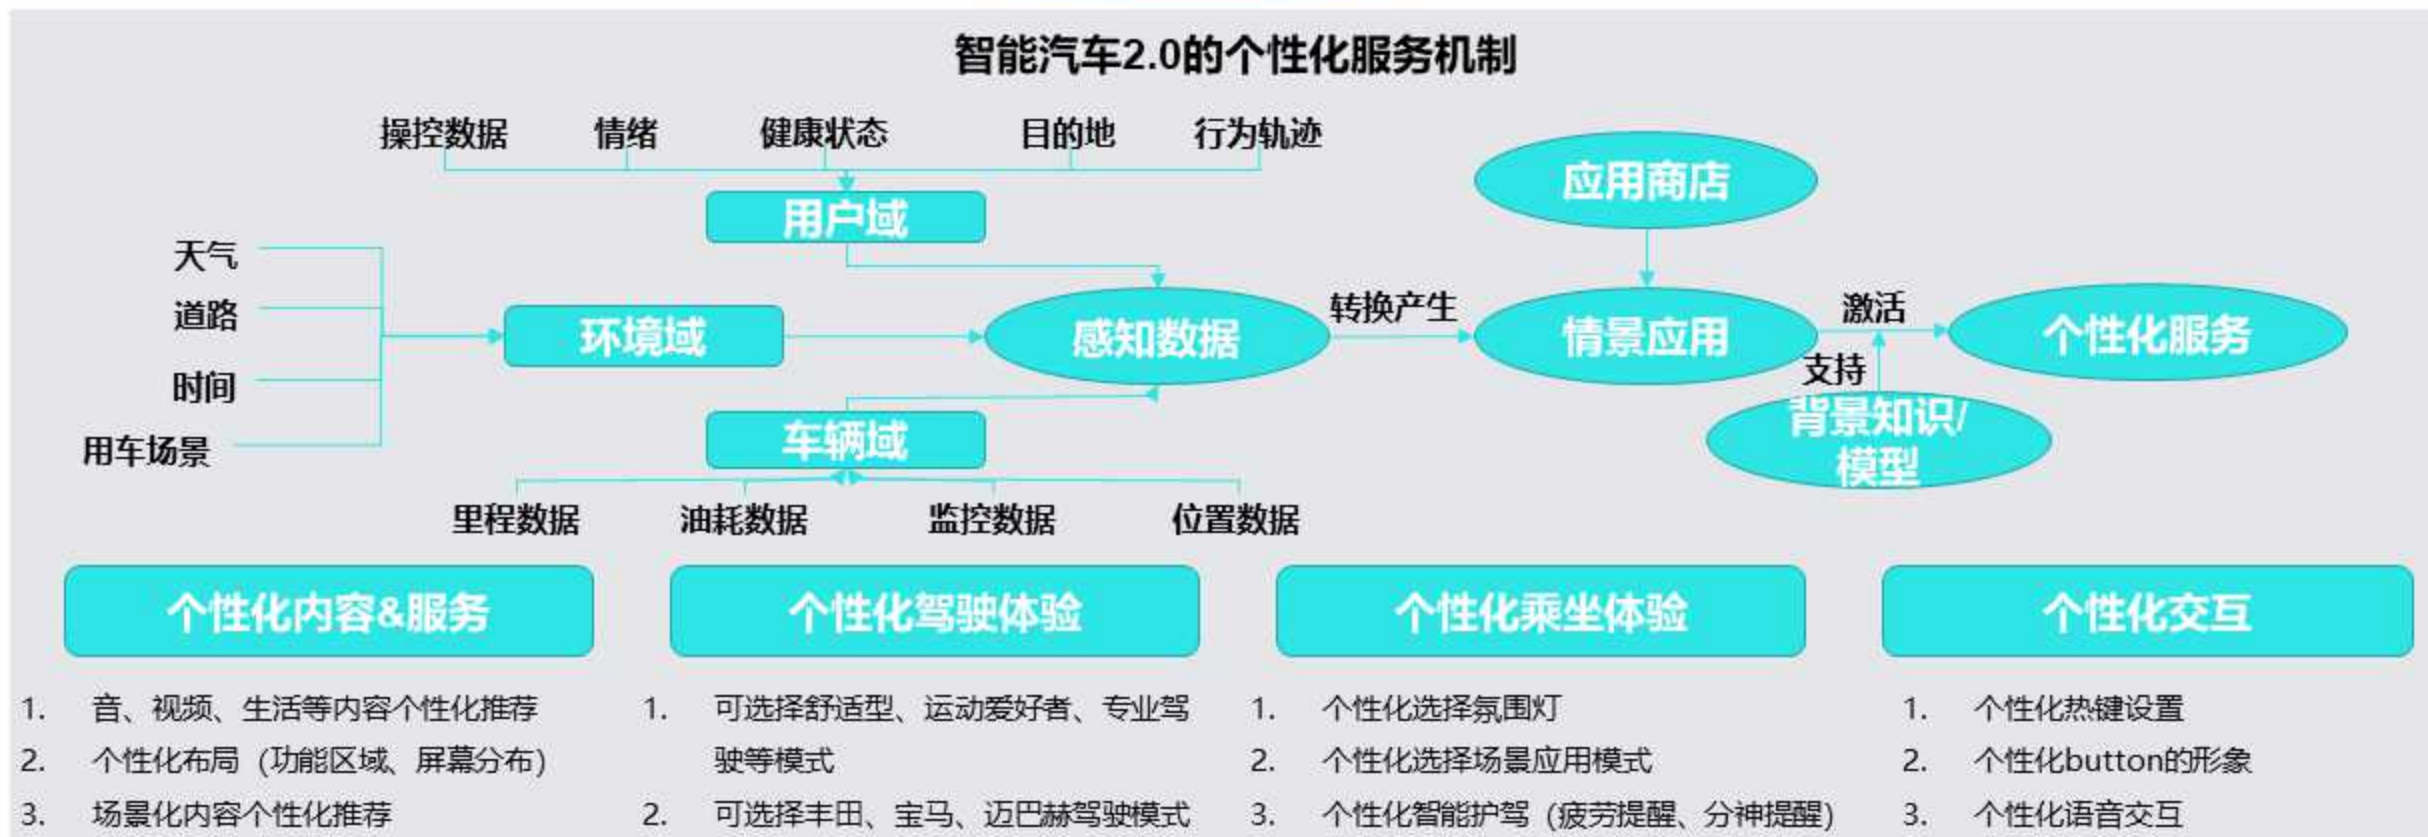 智能汽车2.0的个性化服务机制
操控数据 情绪 健康状态 目的地 行为轨迹
应用商店
用户域
天气
道路
转换产生 激活
环境域 感知数据 情景应用 个性化服务
支持
时间
背景知识/
模型
车辆域
用车场景
里程数据 油耗数据 监控数据 位置数据
个性化内容&服务
1. 音、视频、生活等内容个性化推荐
2. 个性化布局（功能区域、屏幕分布）
3. 场景化内容个性化推荐
个性化驾驶体验
1. 可选择舒适型、运动爱好者、专业驾
驶等模式
2. 可选择丰田、宝马、迈巴赫驾驶模式
个性化乘坐体验
1. 个性化选择氛围灯
2. 个性化选择场景应用模式
3. 个性化智能护驾（疲劳提醒、分神提醒）
个性化交互
1. 个性化热键设置
2. 个性化button的形象
3. 个性化语音交互